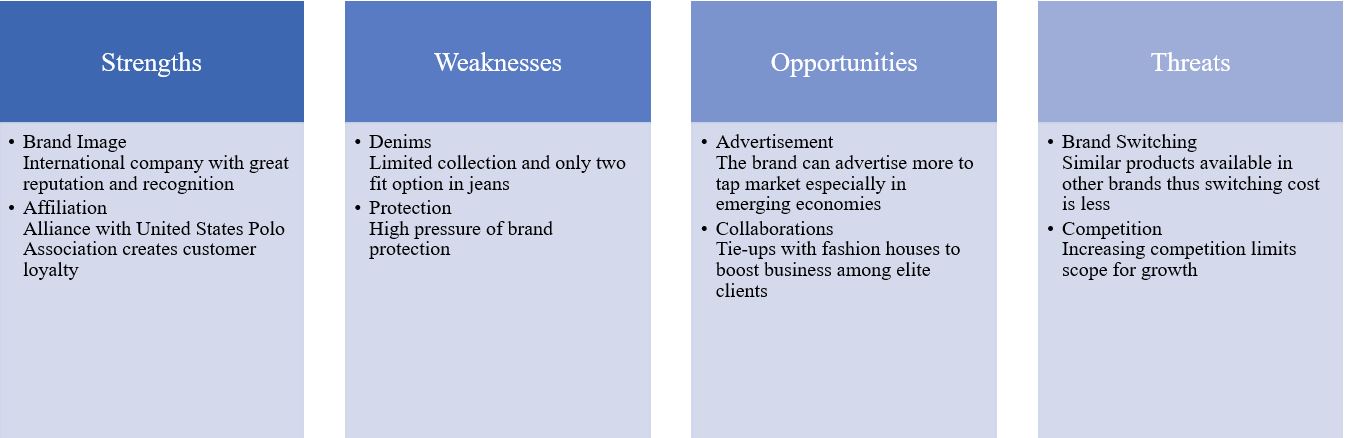 Strengths
• Brand Image
International company with great
reputation and recognition
• Affiliation
Alliance with United States Polo
Association creates customer
loyalty
Weaknesses
• Denims
Limited collection and only two
fit option in jeans
• Protection
High pressure of brand
protection
Opportunities
• Advertisement
The brand can advertise more to
tap market especially in
emerging economies
• Collaborations
Tie-ups with fashion houses to
boost business among elite
clients
Threats
• Brand Switching
Similar products available in
other brands thus switching cost
is less
• Competition
Increasing competition limits
scope for growth